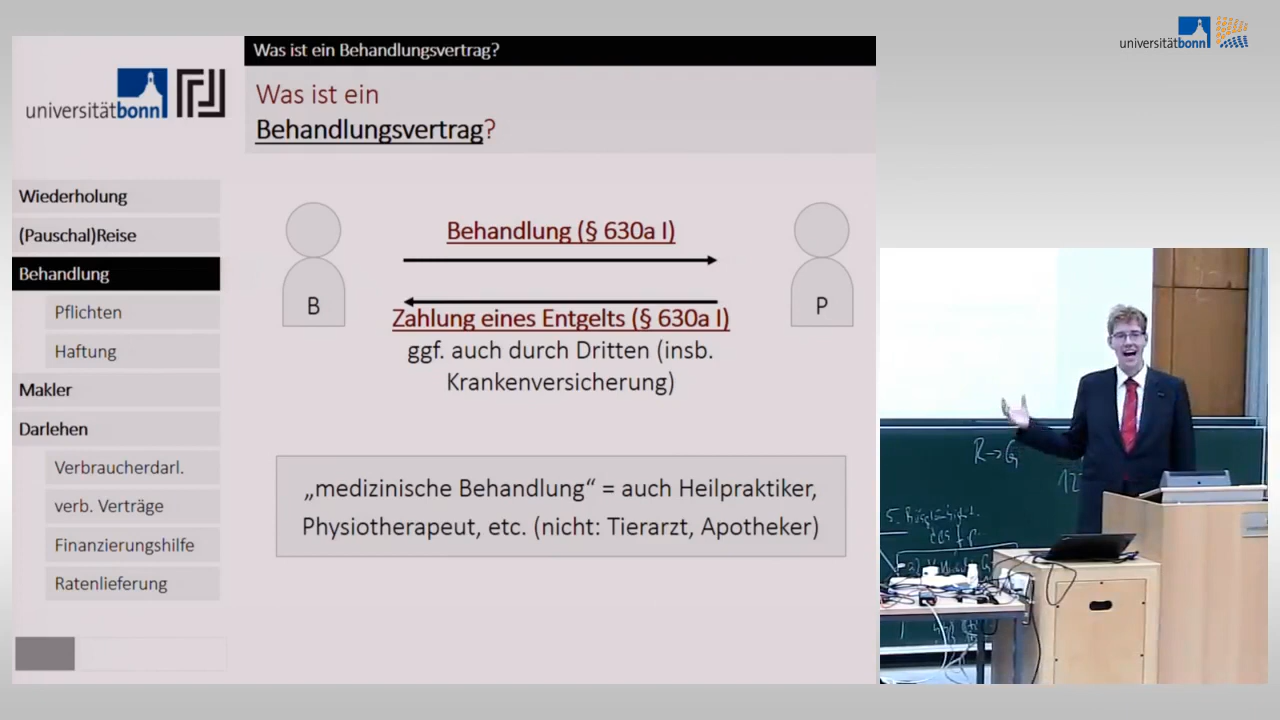 Was ist ein Behandlungsvertrag?
universitätbonn
Was ist ein
Behandlungsvertrag?
universitätbonn
Wiederholung
(Pauschal)Reise
Behandlung
Pflichten
Haftung
Makler
Darlehen
Verbraucherdarl.
verb. Verträge
Finanzierungshilfe
Ratenlieferung
Behandlung (§ 630a I)
B
P
Zahlung eines Entgelts (§ 630a I)
ggf. auch durch Dritten (insb.
Krankenversicherung)
„medizinische Behandlung“ = auch Heilpraktiker,
Physiotherapeut, etc. (nicht: Tierarzt, Apotheker)
R→G
12
5.